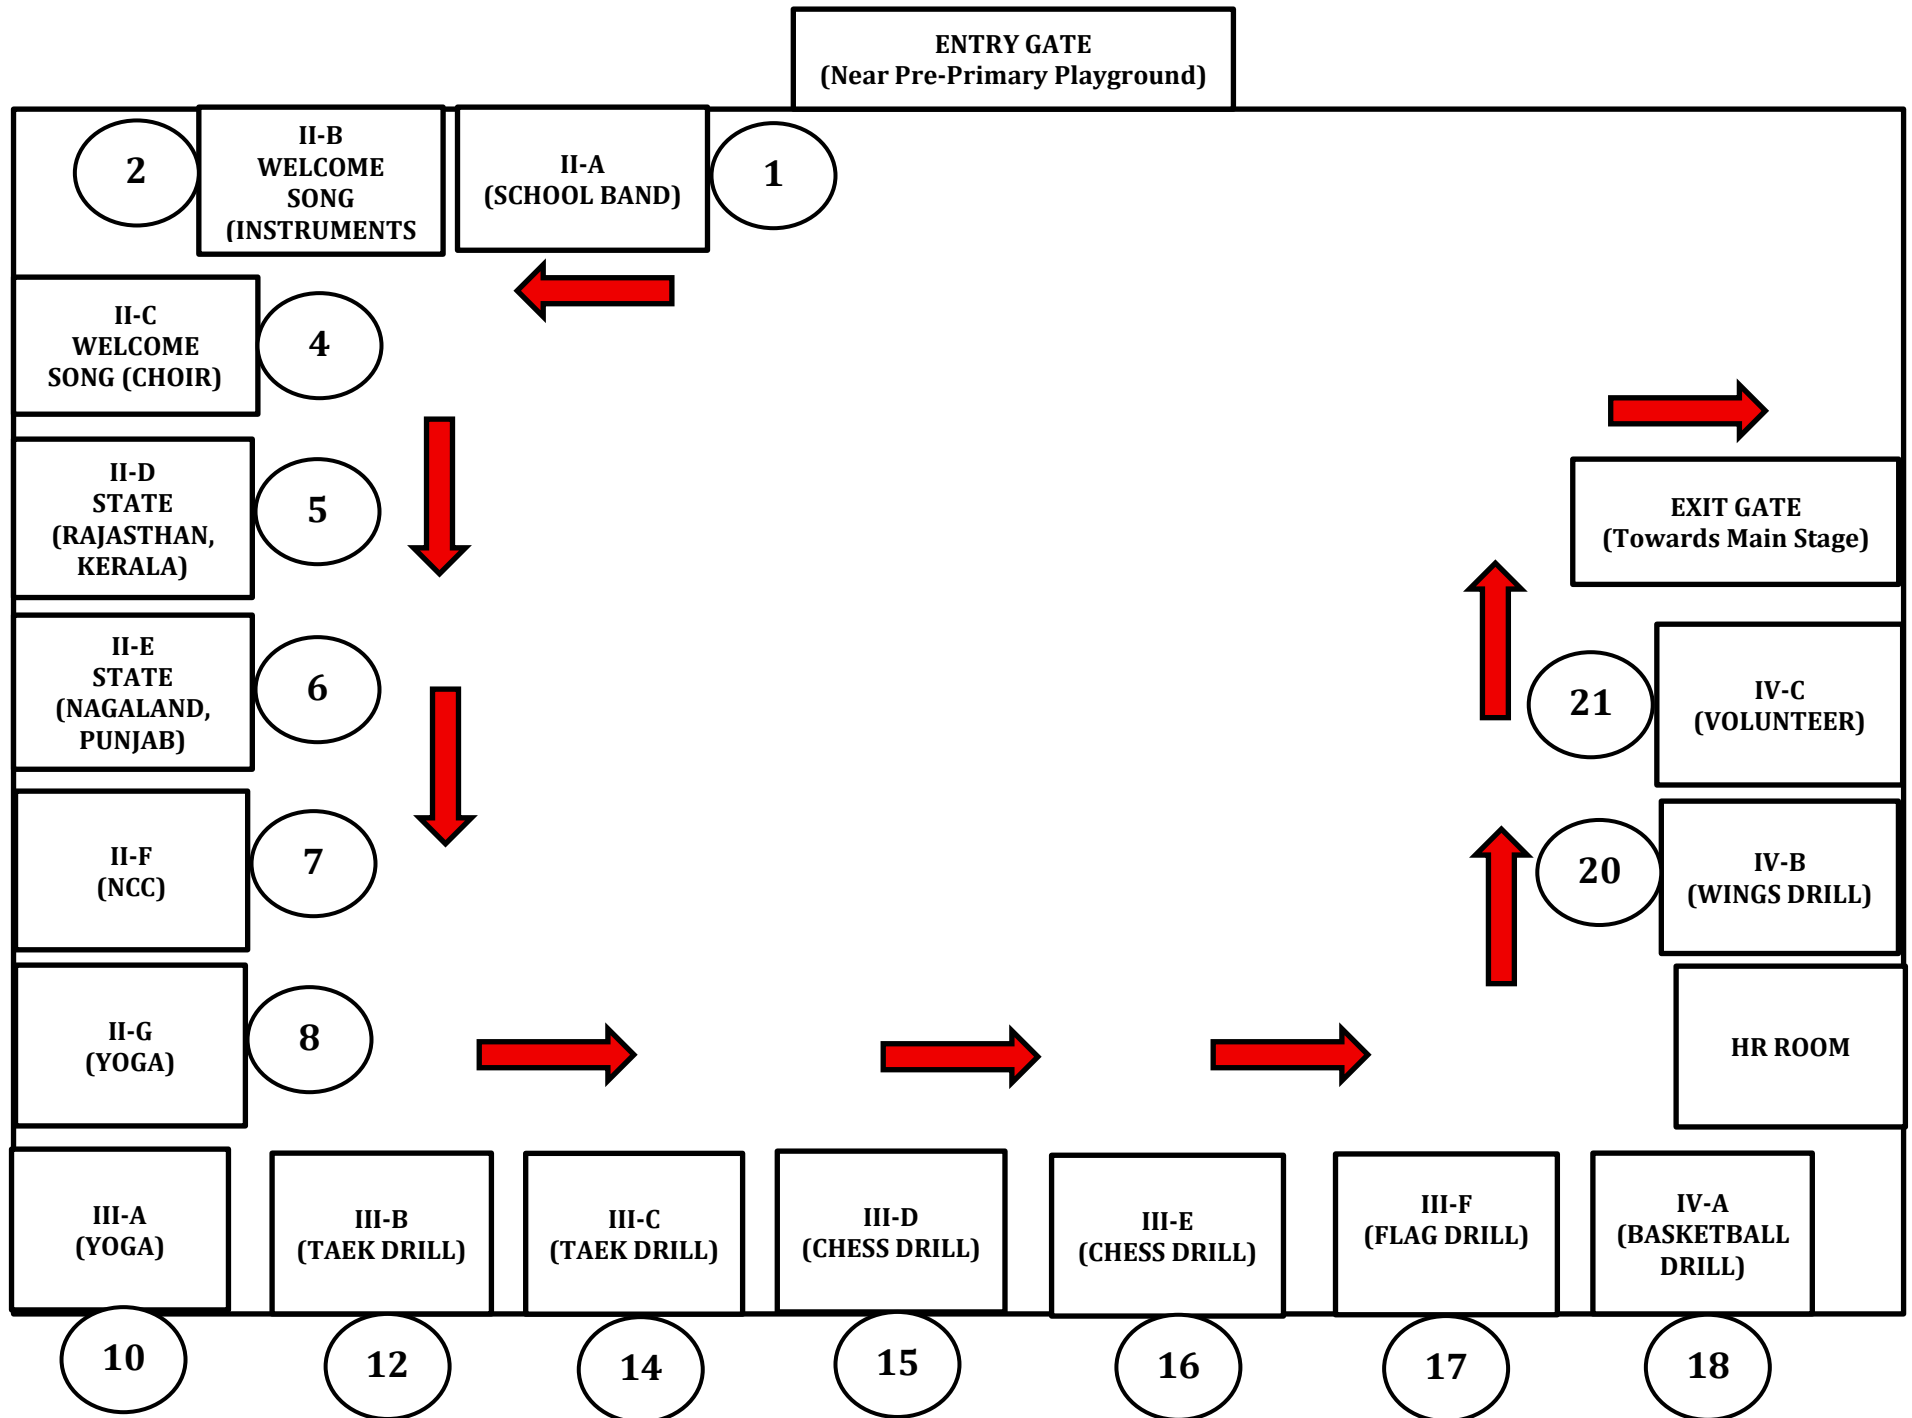 ENTRY GATE
(Near Pre-Primary Playground)
2
II-B
WELCOME
SONG
(INSTRUMENTS
II-A
(SCHOOL BAND)
1
II-C
WELCOME
SONG (CHOIR)
4
II-D
STATE
(RAJASTHAN,
KERALA)
5
EXIT GATE
(Towards Main Stage)
II-E
STATE
(NAGALAND,
PUNJAB)
6
21
IV-C
(VOLUNTEER)
II-F
(NCC)
7
20
IV-B
(WINGS DRILL)
II-G
(YOGA)
8
HR ROOM
III-A
(YOGA)
III-B
(TAEK DRILL)
III-C
(TAEK DRILL)
III-D
(CHESS DRILL)
III-E
(CHESS DRILL)
III-F
(FLAG DRILL)
IV-A
(BASKETBALL
DRILL)
10
12
14
15
16
17
18